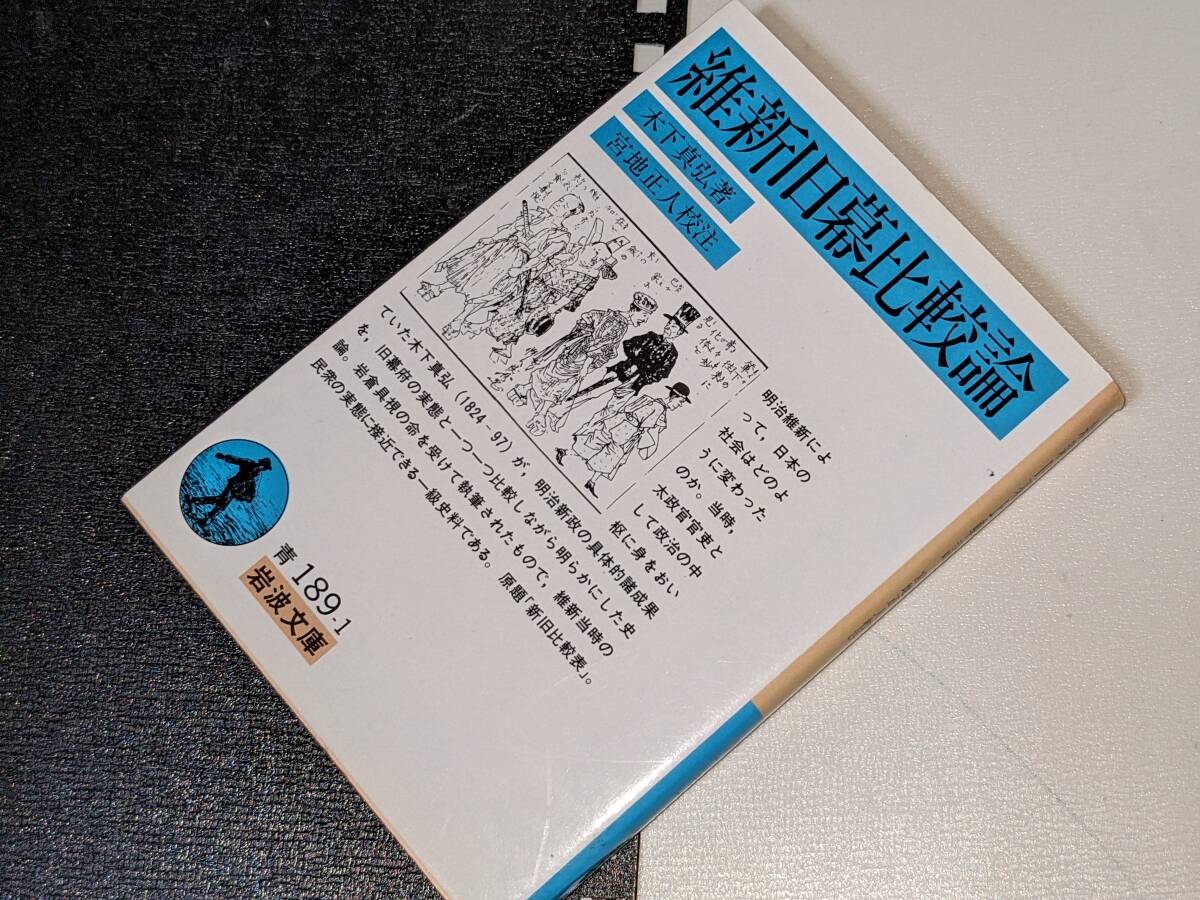 維新旧幕比較論
木下真弘著
宮地正人校注
明治維新によ
って，日本の
社会はどのよ
うに変わった
のか。当時，
太政官官吏と
して政治の中
枢に身をおい
ていた木下真弘（1824-97）が，明治新政の具体的諸成果
を，旧幕府の実態と一つ一つ比較しながら明らかにした史
論。岩倉具視の命を受けて執筆されたもので，維新当時の
民衆の実態に接近できる一級史料である。原題「新旧比較表」。
青189-1
岩波文庫